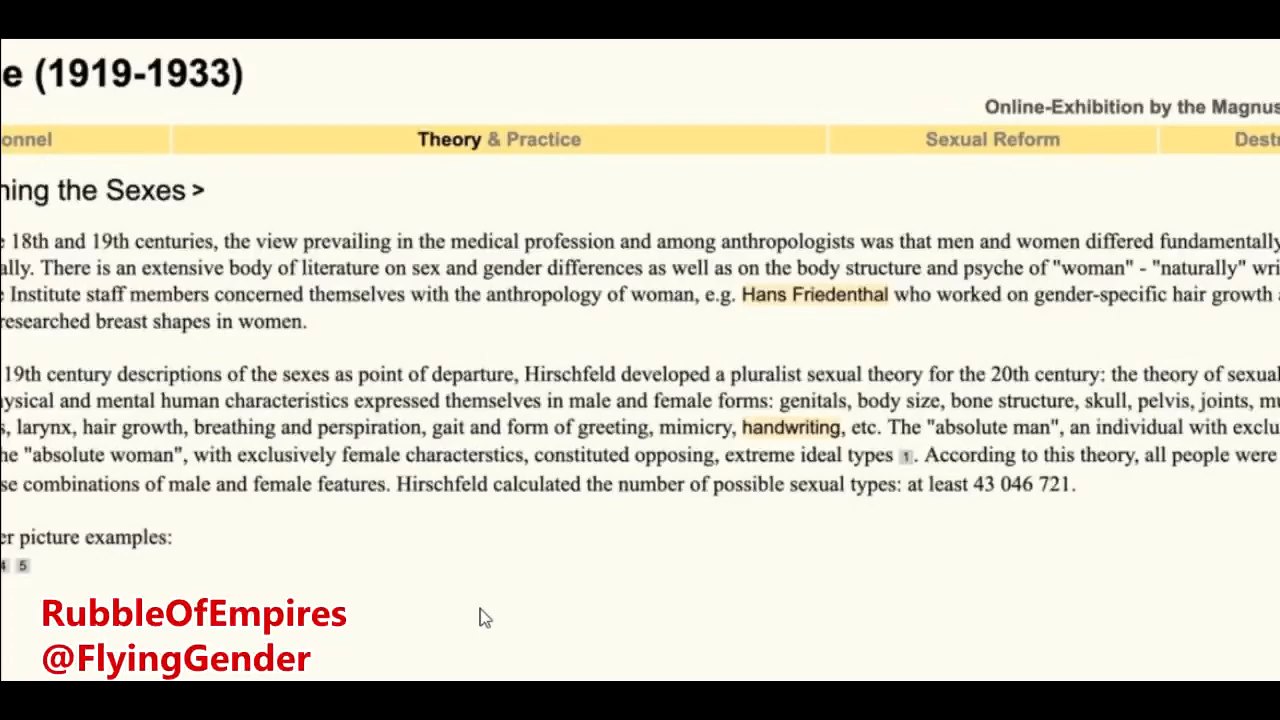 e (1919-1933)
Online-Exhibition by the Magnus
onnel Theory & Practice Sexual Reform Destr
ning the Sexes >
e 18th and 19th centuries, the view prevailing in the medical profession and among anthropologists was that men and women differed fundamentally
ally. There is an extensive body of literature on sex and gender differences as well as on the body structure and psyche of "woman" - "naturally" wri
e Institute staff members concerned themselves with the anthropology of woman, e.g. Hans Friedenthal who worked on gender-specific hair growth a
researched breast shapes in women.
19th century descriptions of the sexes as point of departure, Hirschfeld developed a pluralist sexual theory for the 20th century: the theory of sexual
ysical and mental human characteristics expressed themselves in male and female forms: genitals, body size, bone structure, skull, pelvis, joints, mu
s, larynx, hair growth, breathing and perspiration, gait and form of greeting, mimicry, handwriting, etc. The "absolute man", an individual with exclu
he "absolute woman", with exclusively female characterstics, constituted opposing, extreme ideal types 1. According to this theory, all people were
se combinations of male and female features. Hirschfeld calculated the number of possible sexual types: at least 43 046 721.
er picture examples:
4 5
RubbleOfEmpires
@FlyingGender